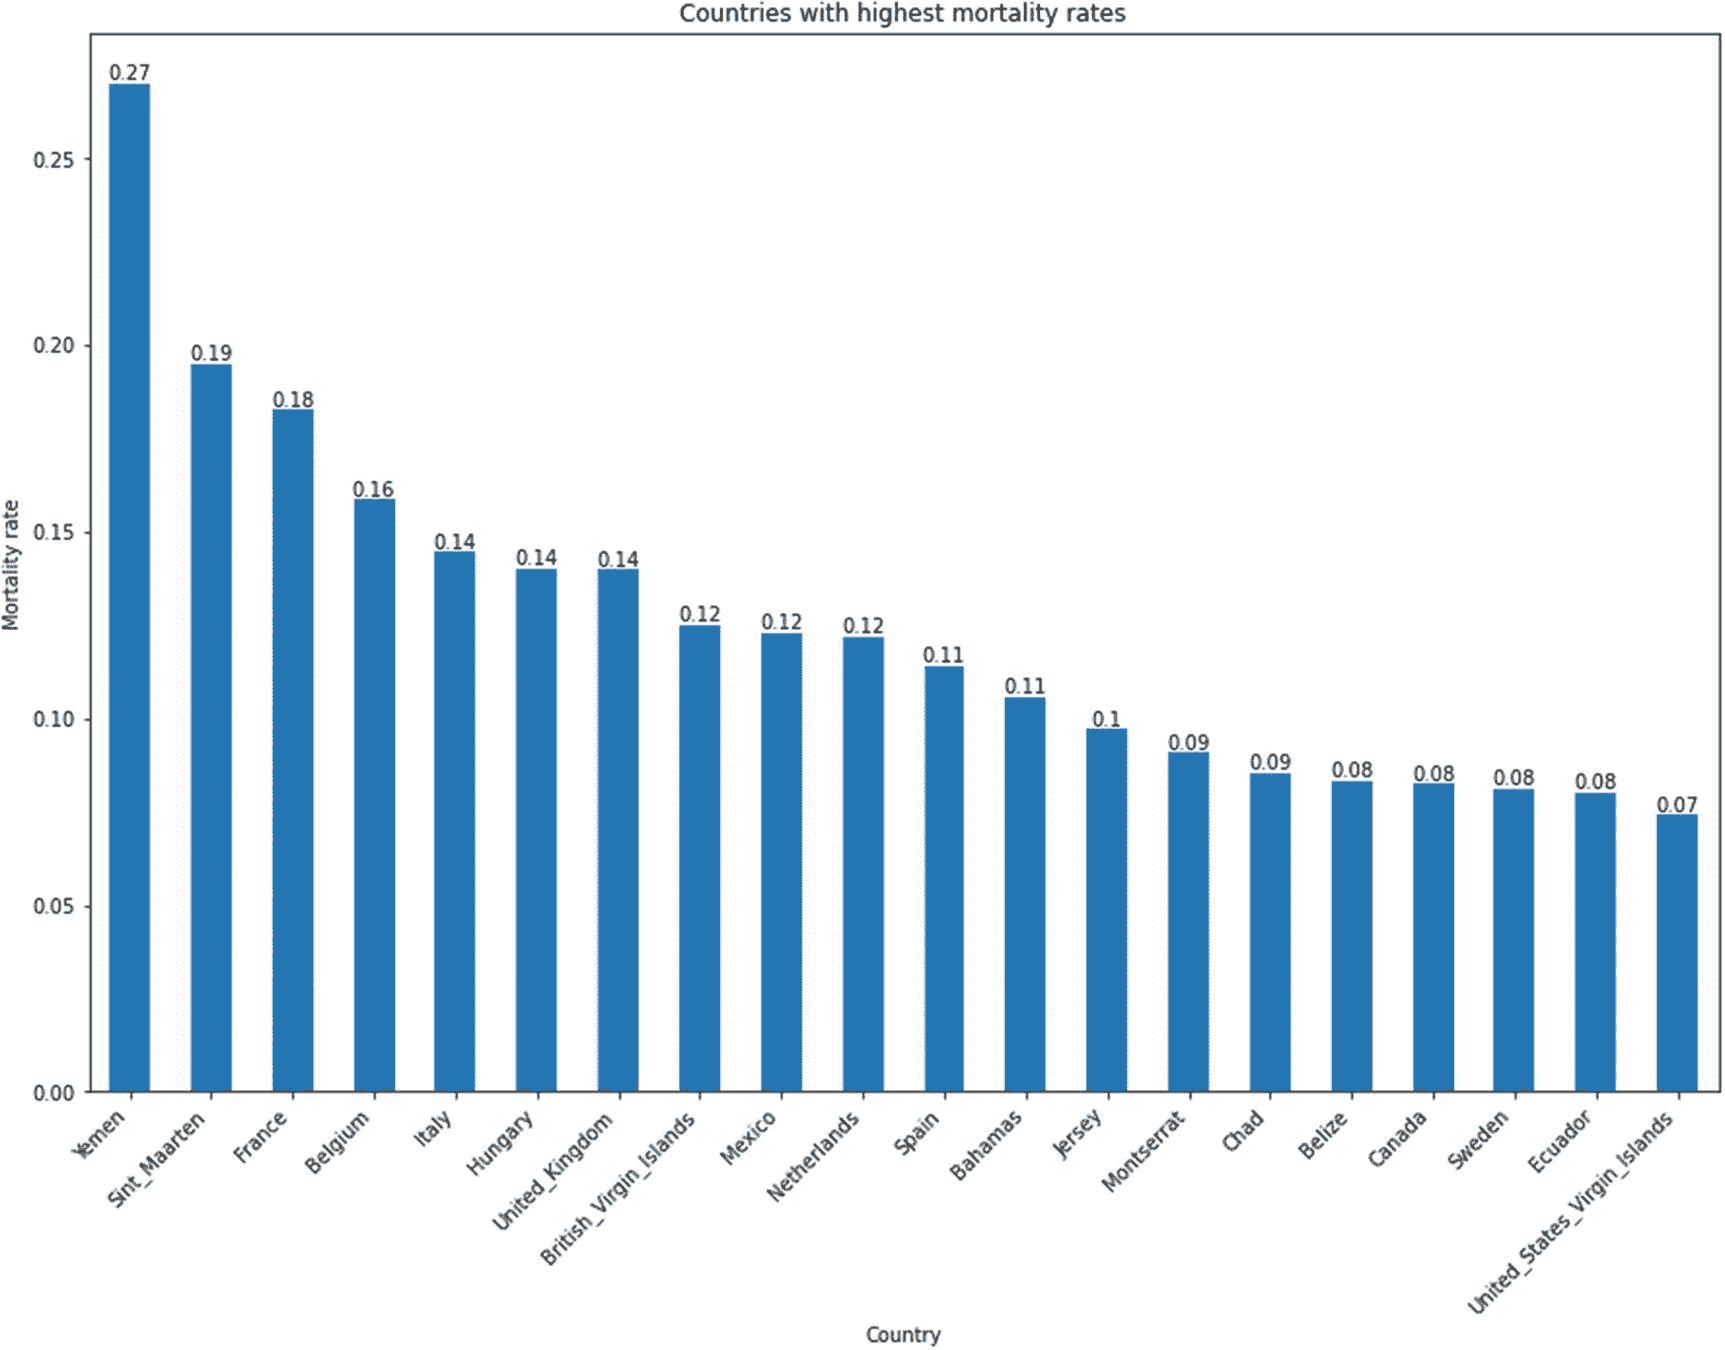 Countries with highest mortality rates
Mortality rate
0.25
0.20
0.15
0.10
0.05
0.00
0.27
0.19
0.18
0.16
0.14
0.14
0.14
0.12
0.12
0.12
0.11
0.11
0.1
0.09
0.09
0.08
0.08
0.08
0.08
0.07
Yemen
Sint_Maarten
France
Belgium
Italy
Hungary
United_Kingdom
British_Virgin_Islands
Mexico
Netherlands
Spain
Bahamas
Jersey
Montserrat
Chad
Belize
Canada
Sweden
Ecuador
United_States_Virgin_Islands
Country